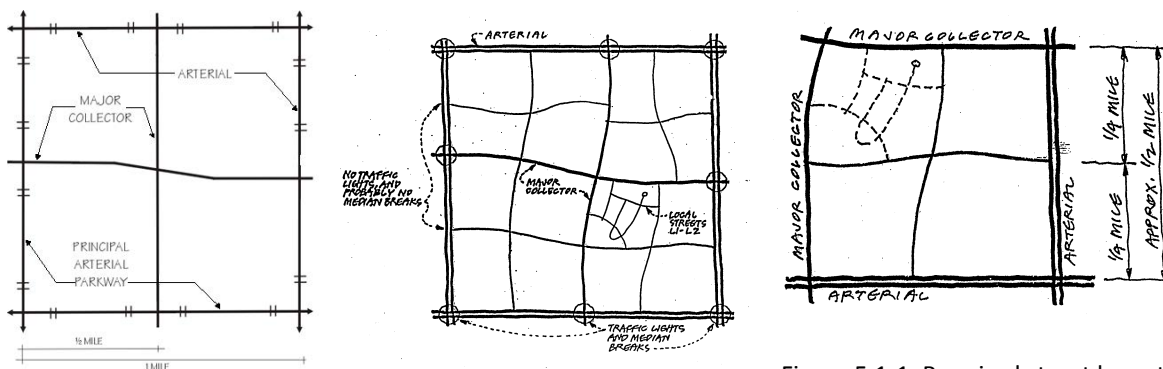 ARTERIAL
MAJOR
COLLECTOR
PRINCIPAL
ARTERIAL
PARKWAY
½ MILE
1 MILE
ARTERIAL
NO TRAFFIC
LIGHTS, AND
PROBABLY NO
MEDIAN BREAKS
MAJOR
COLLECTOR
LOCAL
STREETS
L1-L2
TRAFFIC LIGHTS
AND MEDIAN
BREAKS
MAJOR COLLECTOR
MAJOR COLLECTOR
ARTERIAL
ARTERIAL
1/4 MILE
1/4 MILE
APPROX. 1/2 MILE